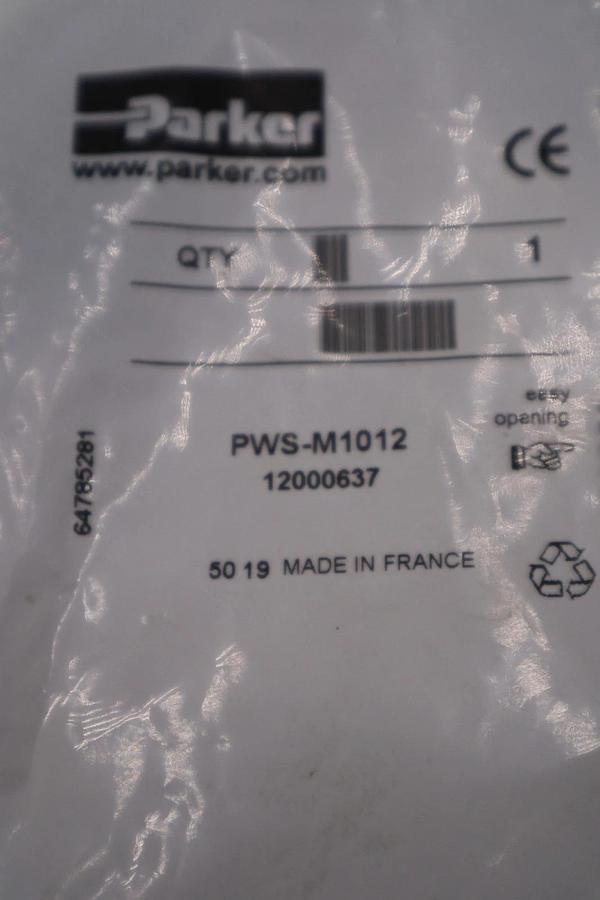 Parker
www.parker.com
CE
QTY 1
easy
opening
PWS-M1012
12000637
64785281
50 19 MADE IN FRANCE